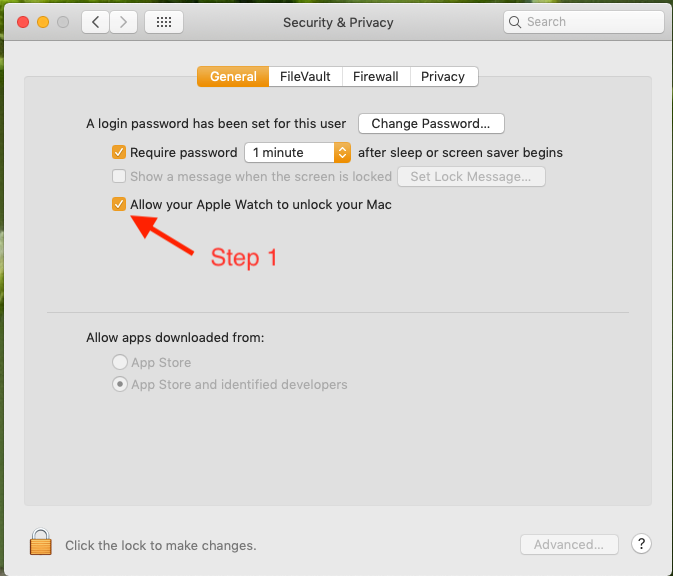 Security & Privacy
Search
General FileVault Firewall Privacy
A login password has been set for this user Change Password...
Require password 1 minute after sleep or screen saver begins
Show a message when the screen is locked Set Lock Message...
Allow your Apple Watch to unlock your Mac
Step 1
Allow apps downloaded from:
App Store
App Store and identified developers
Click the lock to make changes. Advanced... ?